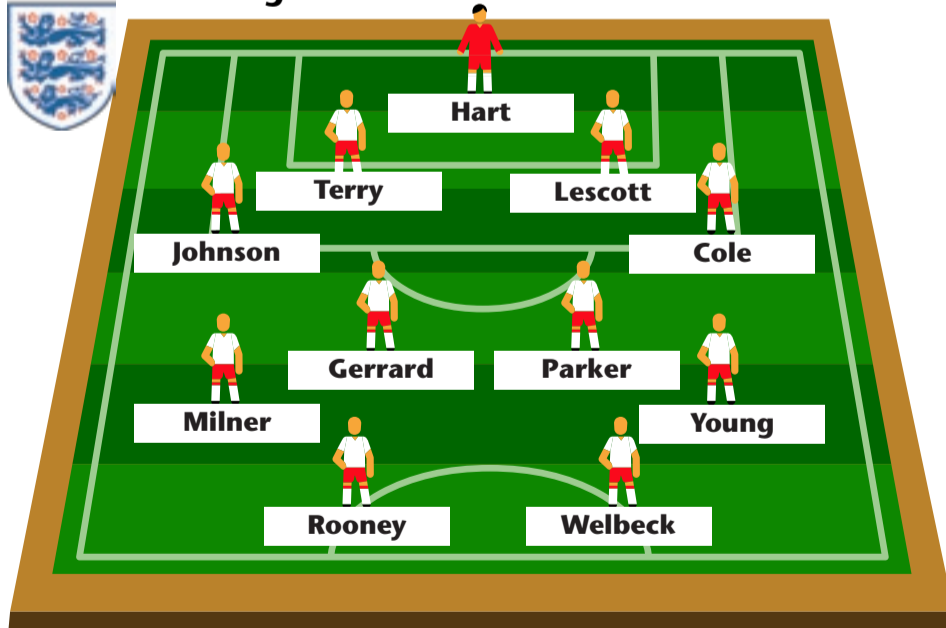 Hart
Terry
Lescott
Johnson
Cole
Gerrard
Parker
Milner
Young
Rooney
Welbeck